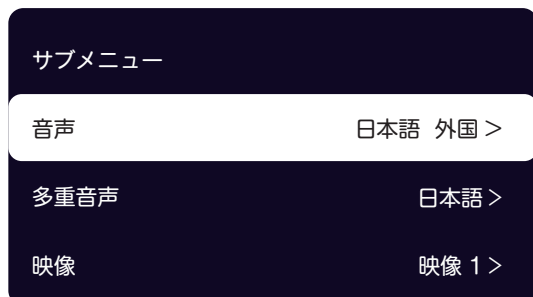 サブメニュー
音声 日本語 外国 >
多重音声 日本語 >
映像 映像 1 >